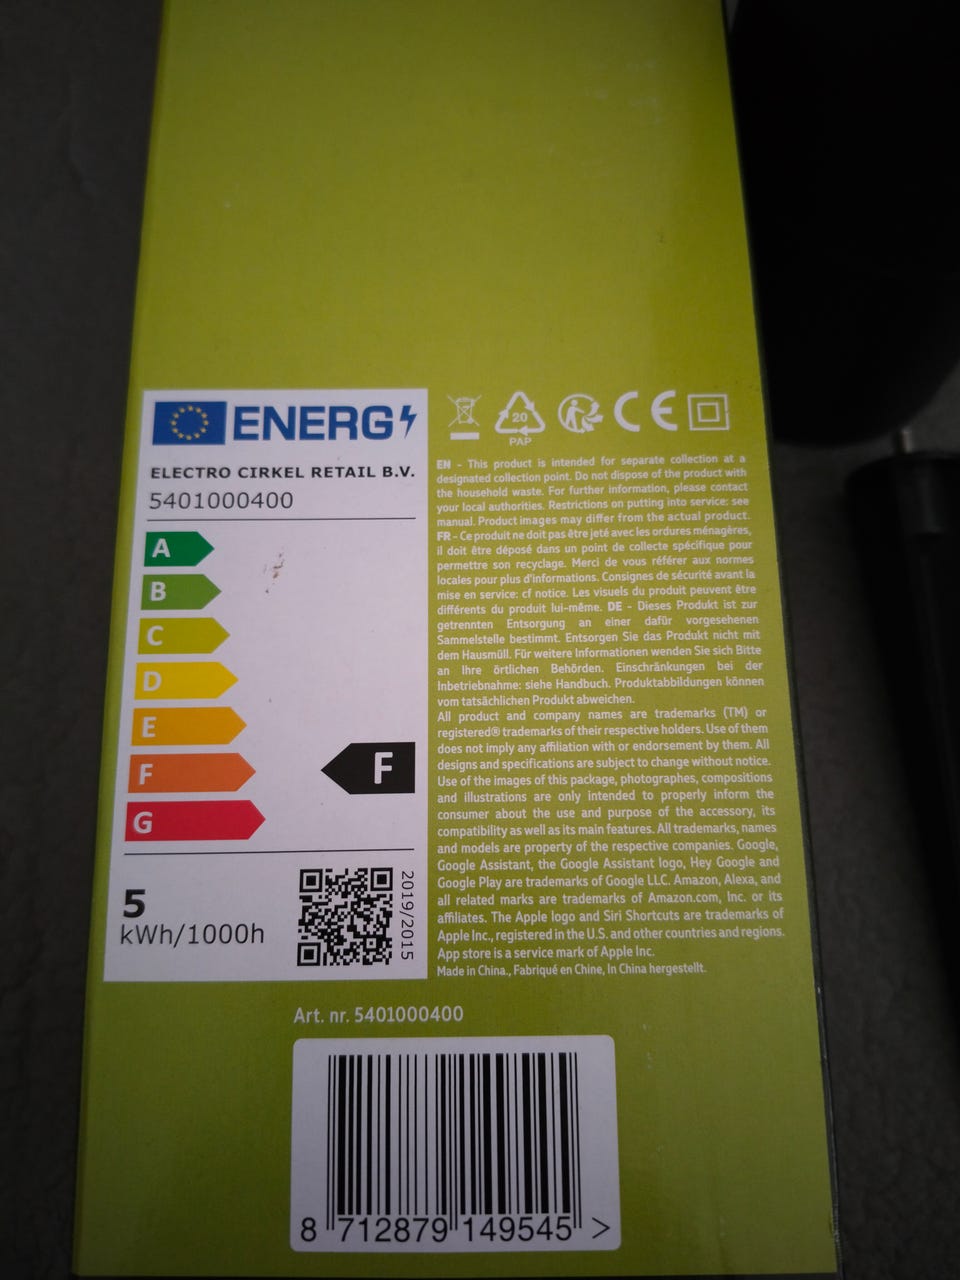 ENERG
ELECTRO CIRKEL RETAIL B.V.
5401000400
A
B
C
D
E
F
F
G
5
kWh/1000h
2019/2015
20
PAP
CE
EN - This product is intended for separate collection at a
designated collection point. Do not dispose of the product with
the household waste. For further information, please contact
your local authorities. Restrictions on putting into service: see
manual. Product images may differ from the actual product.
FR - Ce produit ne doit pas être jeté avec les ordures ménagères,
il doit être déposé dans un point de collecte spécifique pour
permettre son recyclage. Merci de vous référer aux normes
locales pour plus d'informations. Consignes de sécurité avant la
mise en service: cf notice. Les visuels du produit peuvent être
différents du produit lui-même. DE - Dieses Produkt ist zur
getrennten Entsorgung an einer dafür vorgesehenen
Sammelstelle bestimmt. Entsorgen Sie das Produkt nicht mit
dem Hausmüll. Für weitere Informationen wenden Sie sich Bitte
an Ihre örtlichen Behörden. Einschränkungen bei der
Inbetriebnahme: siehe Handbuch. Produktabbildungen können
vom tatsächlichen Produkt abweichen.
All product and company names are trademarks (TM) or
registered® trademarks of their respective holders. Use of them
does not imply any affiliation with or endorsement by them. All
designs and specifications are subject to change without notice.
Use of the images of this package, photographes, compositions
and illustrations are only intended to properly inform the
consumer about the use and purpose of the accessory, its
compatibility as well as its main features. All trademarks, names
and models are property of the respective companies. Google,
Google Assistant, the Google Assistant logo, Hey Google and
Google Play are trademarks of Google LLC. Amazon, Alexa, and
all related marks are trademarks of Amazon.com, Inc. or its
affiliates. The Apple logo and Siri Shortcuts are trademarks of
Apple Inc., registered in the U.S. and other countries and regions.
App store is a service mark of Apple Inc.
Made in China., Fabriqué en Chine, In China hergestellt.
Art. nr. 5401000400
8 712879 149545 >